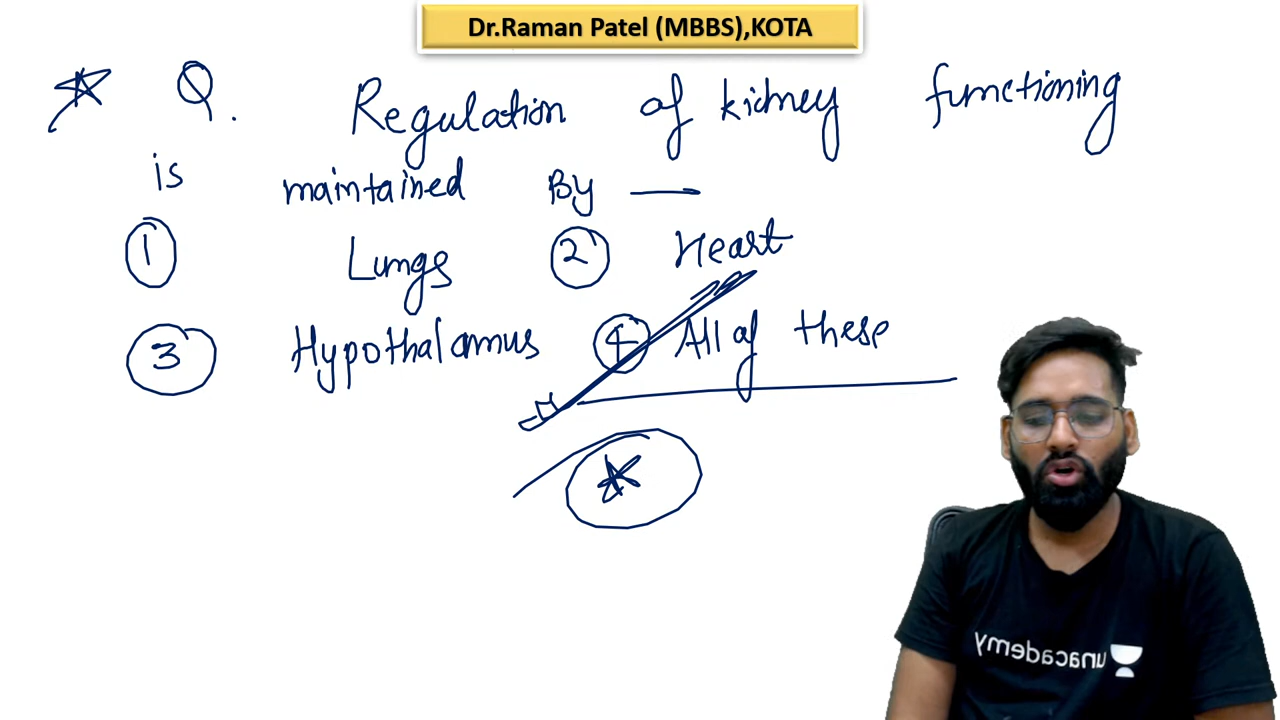 Dr.Raman Patel (MBBS),KOTA
Q. Regulation of kidney functioning
is maintained By —
1 Lungs 2 Heart
3 Hypothalamus 4 All of these
unacademy